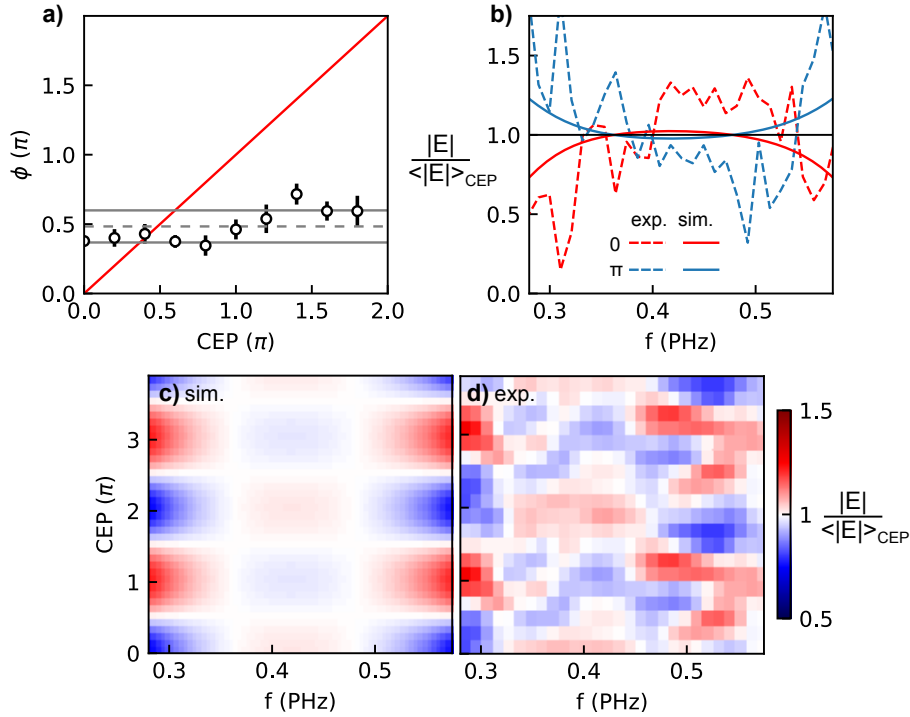 a)
2.0
1.5
1.0
0.5
0.0
ϕ (π)
0.0 0.5 1.0 1.5 2.0
CEP (π)
b)
1.5
1.0
0.5
0.0
|E|
<|E|>CEP
exp. sim.
0
π
0.3 0.4 0.5
f (PHz)
c) sim.
3
2
1
0
CEP (π)
0.3 0.4 0.5
f (PHz)
d) exp.
0.3 0.4 0.5
f (PHz)
1.5
1
0.5
|E|
<|E|>CEP